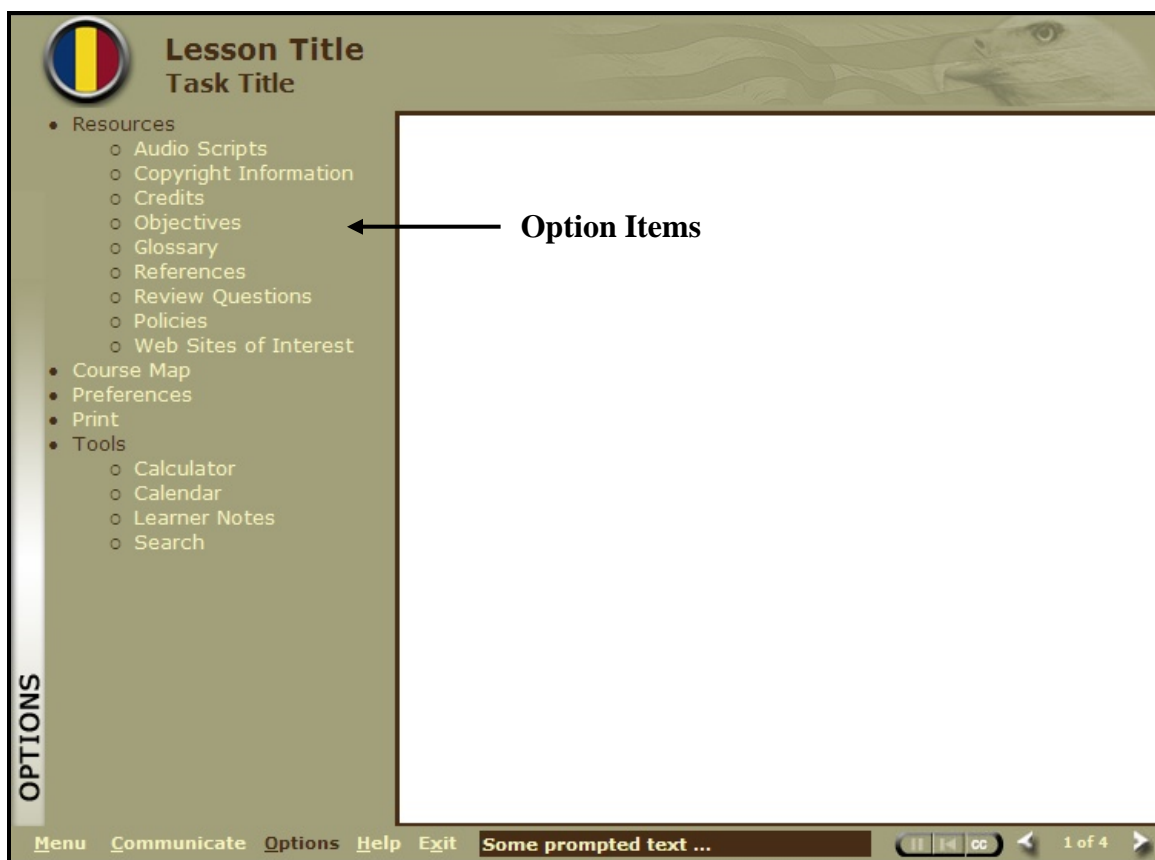 Lesson Title
Task Title
• Resources
o Audio Scripts
o Copyright Information
o Credits
o Objectives
o Glossary
o References
o Review Questions
o Policies
o Web Sites of Interest
• Course Map
• Preferences
• Print
• Tools
o Calculator
o Calendar
o Learner Notes
o Search
Option Items
OPTIONS
Menu Communicate Options Help Exit Some prompted text ... CC 1 of 4